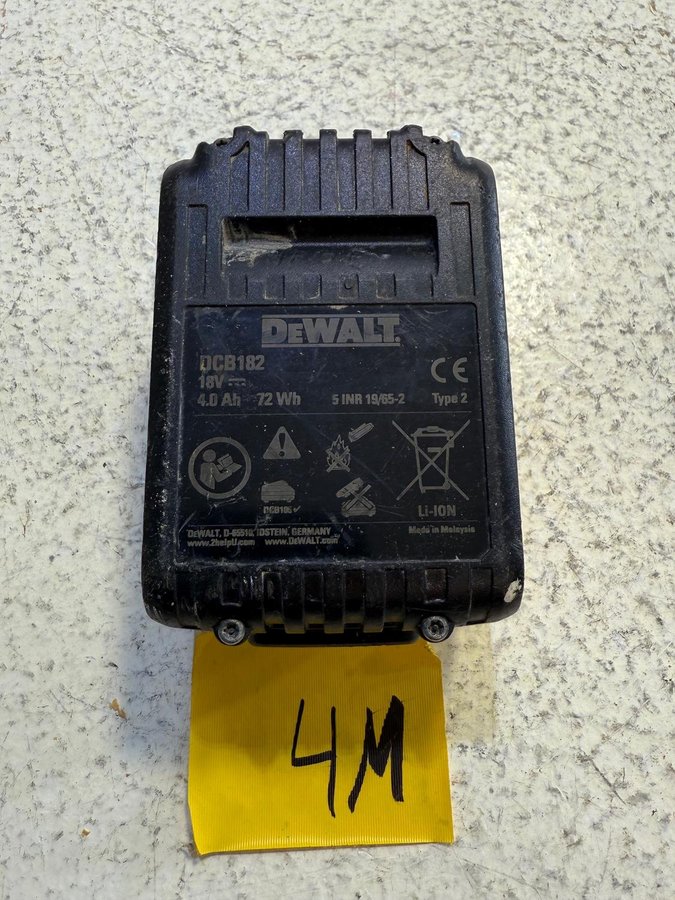 DEWALT
DCB182
18V
4.0 Ah 72 Wh 5 INR 19/65-2 Type 2
CE
DCB105
Li-ION
DEWALT, D-65510, IDSTEIN, GERMANY Made in Malaysia
www.2helpU.com www.DEWALT.com
4M